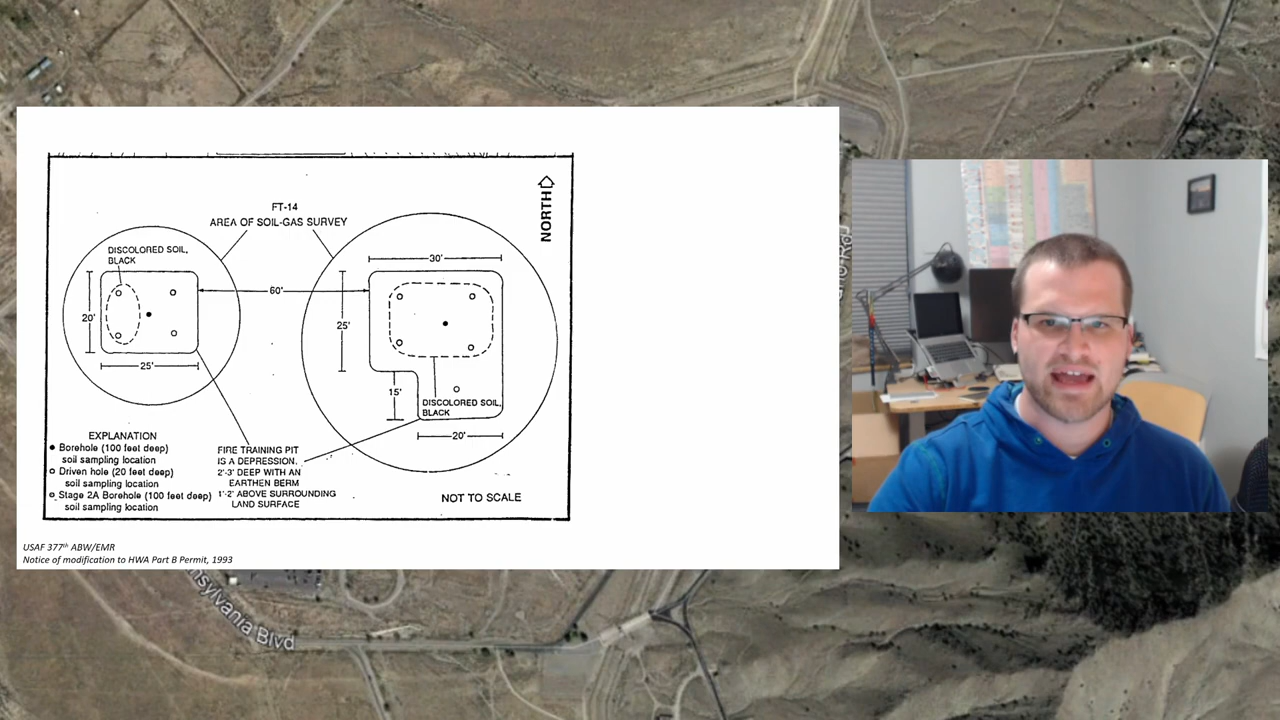 FT-14
AREA OF SOIL-GAS SURVEY
NORTH
DISCOLORED SOIL,
BLACK
30'
60'
20'
25'
25'
15'
DISCOLORED SOIL,
BLACK
20'
EXPLANATION
Borehole (100 feet deep)
soil sampling location
Driven hole (20 feet deep)
soil sampling location
Stage 2A Borehole (100 feet deep)
soil sampling location
FIRE TRAINING PIT
IS A DEPRESSION,
2'-3' DEEP WITH AN
EARTHEN BERM
1'-2' ABOVE SURROUNDING
LAND SURFACE
NOT TO SCALE
USAF 377th ABW/EMR
Notice of modification to HWA Part B Permit, 1993
Blvd